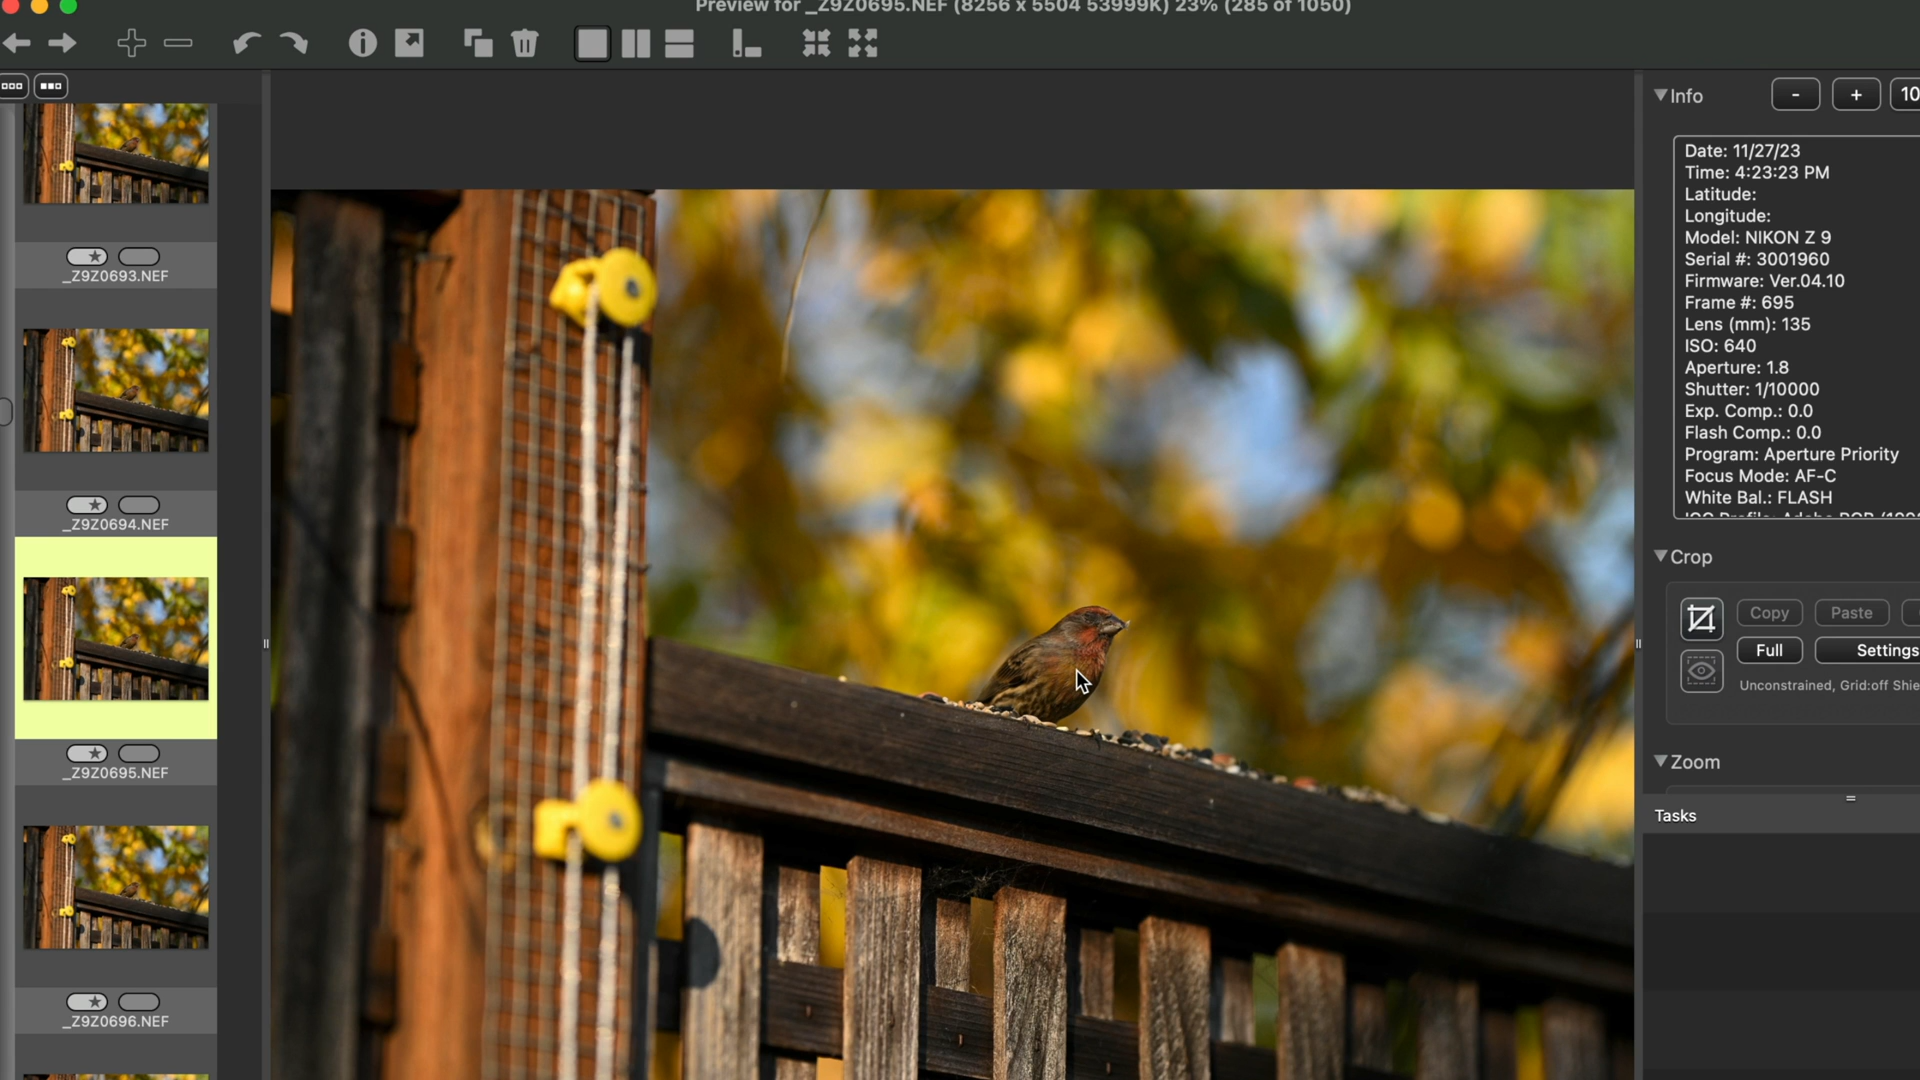 Preview for _Z9Z0695.NEF (8256 x 5504 53999K) 23% (285 of 1050)
_Z9Z0693.NEF
_Z9Z0694.NEF
_Z9Z0695.NEF
_Z9Z0696.NEF
Info
-
+
10
Date: 11/27/23
Time: 4:23:23 PM
Latitude:
Longitude:
Model: NIKON Z 9
Serial #: 3001960
Firmware: Ver.04.10
Frame #: 695
Lens (mm): 135
ISO: 640
Aperture: 1.8
Shutter: 1/10000
Exp. Comp.: 0.0
Flash Comp.: 0.0
Program: Aperture Priority
Focus Mode: AF-C
White Bal.: FLASH
Crop
Copy
Paste
Full
Settings
Unconstrained, Grid:off Shie
Zoom
Tasks